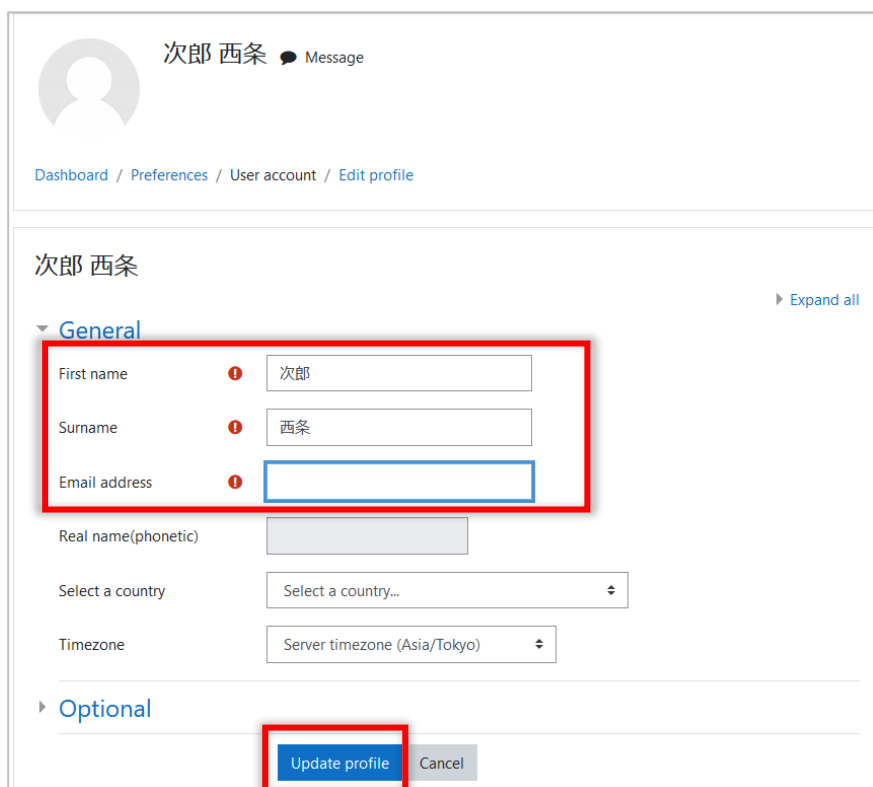 次郎 西条 Message
Dashboard / Preferences / User account / Edit profile
次郎 西条
Expand all
General
First name 次郎
Surname 西条
Email address
Real name(phonetic)
Select a country Select a country...
Timezone Server timezone (Asia/Tokyo)
Optional
Update profile Cancel